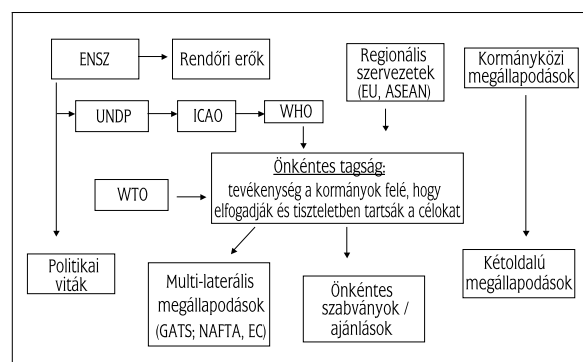 ENSZ
Rendőri erők
Regionális
szervezetek
(EU, ASEAN)
Kormányközi
megállapodások
UNDP
ICAO
WHO
Önkéntes tagság:
tevékenység a kormányok felé, hogy
elfogadják és tiszteletben tartsák a célokat
WTO
Politikai
viták
Multi-laterális
megállapodások
(GATS; NAFTA, EC)
Önkéntes
szabványok /
ajánlások
Kétoldalú
megállapodások